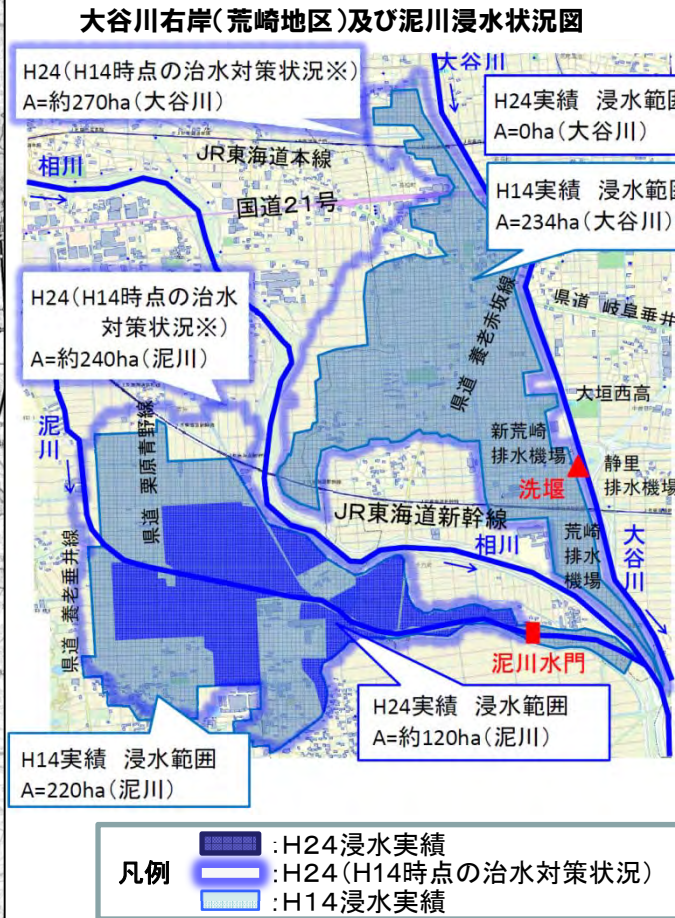 大谷川右岸(荒崎地区)及び泥川浸水状況図
H24(H14時点の治水対策状況※)
A=約270ha(大谷川)
大谷川
H24実績 浸水範囲
A=0ha(大谷川)
JR東海道本線
相川
国道21号
H14実績 浸水範囲
A=234ha(大谷川)
H24(H14時点の治水
対策状況※)
A=約240ha(泥川)
県道 養老赤坂線
県道 岐阜垂井
大垣西高
泥川
県道 栗原青野線
新荒崎
排水機場
洗堰
静里
排水機場
JR東海道新幹線
県道 養老垂井線
相川
荒崎
排水
機場
大谷川
泥川水門
H24実績 浸水範囲
A=約120ha(泥川)
H14実績 浸水範囲
A=220ha(泥川)
凡例
:H24浸水実績
:H24(H14時点の治水対策状況)
:H14浸水実績